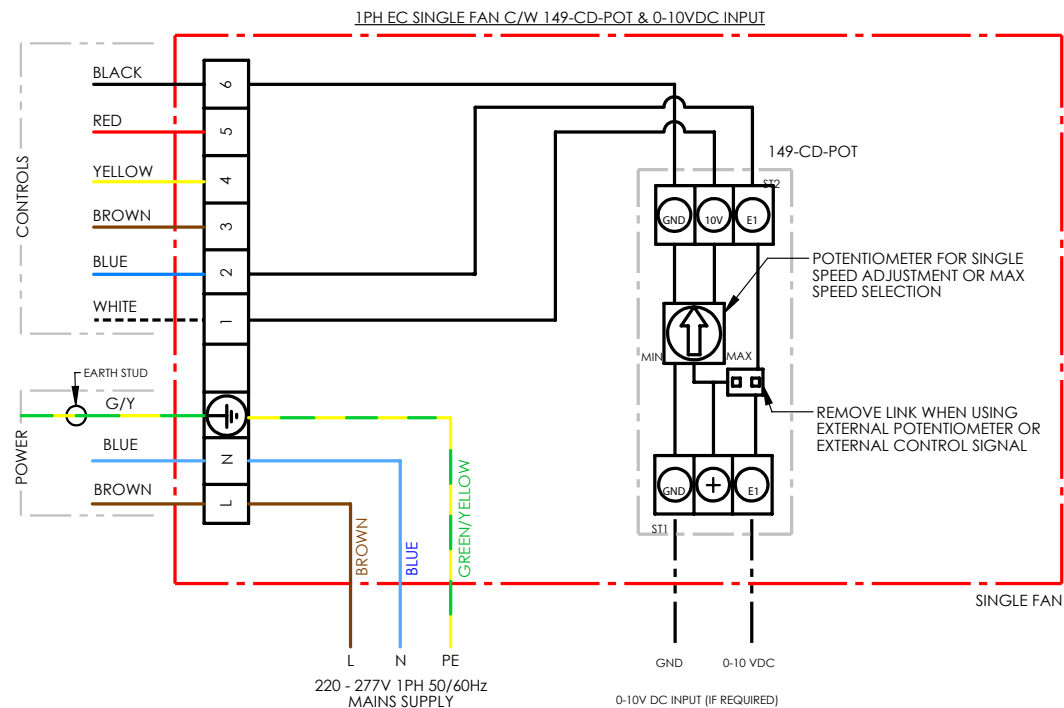 1PH EC SINGLE FAN C/W 149-CD-POT & 0-10VDC INPUT
CONTROLS
BLACK
6
RED
5
YELLOW
4
BROWN
3
BLUE
2
WHITE
1
149-CD-POT
ST2
GND
10V
E1
POTENTIOMETER FOR SINGLE
SPEED ADJUSTMENT OR MAX
SPEED SELECTION
MIN
MAX
REMOVE LINK WHEN USING
EXTERNAL POTENTIOMETER OR
EXTERNAL CONTROL SIGNAL
GND
+
E1
ST1
POWER
EARTH STUD
G/Y
BLUE
N
BROWN
L
BROWN
BLUE
GREEN/YELLOW
SINGLE FAN
L
N
PE
220 - 277V 1PH 50/60Hz
MAINS SUPPLY
GND
0-10 VDC
0-10V DC INPUT (IF REQUIRED)